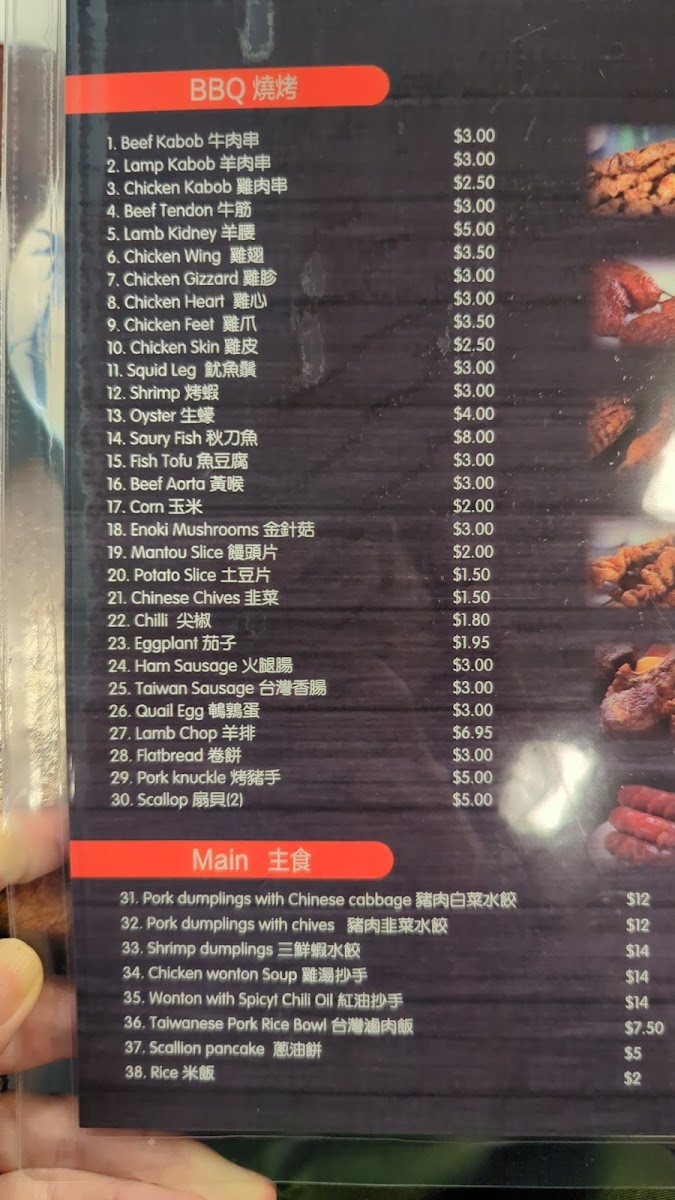 BBQ 燒烤
1. Beef Kabob 牛肉串 $3.00
2. Lamp Kabob 羊肉串 $3.00
3. Chicken Kabob 雞肉串 $2.50
4. Beef Tendon 牛筋 $3.00
5. Lamb Kidney 羊腰 $5.00
6. Chicken Wing 雞翅 $3.50
7. Chicken Gizzard 雞胗 $3.00
8. Chicken Heart 雞心 $3.00
9. Chicken Feet 雞爪 $3.50
10. Chicken Skin 雞皮 $2.50
11. Squid Leg 魷魚鬚 $3.00
12. Shrimp 烤蝦 $3.00
13. Oyster 生蠔 $4.00
14. Saury Fish 秋刀魚 $8.00
15. Fish Tofu 魚豆腐 $3.00
16. Beef Aorta 黃喉 $3.00
17. Corn 玉米 $2.00
18. Enoki Mushrooms 金針菇 $3.00
19. Mantou Slice 饅頭片 $2.00
20. Potato Slice 土豆片 $1.50
21. Chinese Chives 韭菜 $1.50
22. Chilli 尖椒 $1.80
23. Eggplant 茄子 $1.95
24. Ham Sausage 火腿腸 $3.00
25. Taiwan Sausage 台灣香腸 $3.00
26. Quail Egg 鵪鶉蛋 $3.00
27. Lamb Chop 羊排 $6.95
28. Flatbread 卷餅 $3.00
29. Pork knuckle 烤豬手 $5.00
30. Scallop 扇貝(2) $5.00
Main 主食
31. Pork dumplings with Chinese cabbage 豬肉白菜水餃 $12
32. Pork dumplings with chives 豬肉韭菜水餃 $12
33. Shrimp dumplings 三鮮蝦水餃 $14
34. Chicken wonton Soup 雞湯抄手 $14
35. Wonton with Spicyt Chili Oil 紅油抄手 $14
36. Taiwanese Pork Rice Bowl 台灣滷肉飯 $7.50
37. Scallion pancake 蔥油餅 $5
38. Rice 米飯 $2